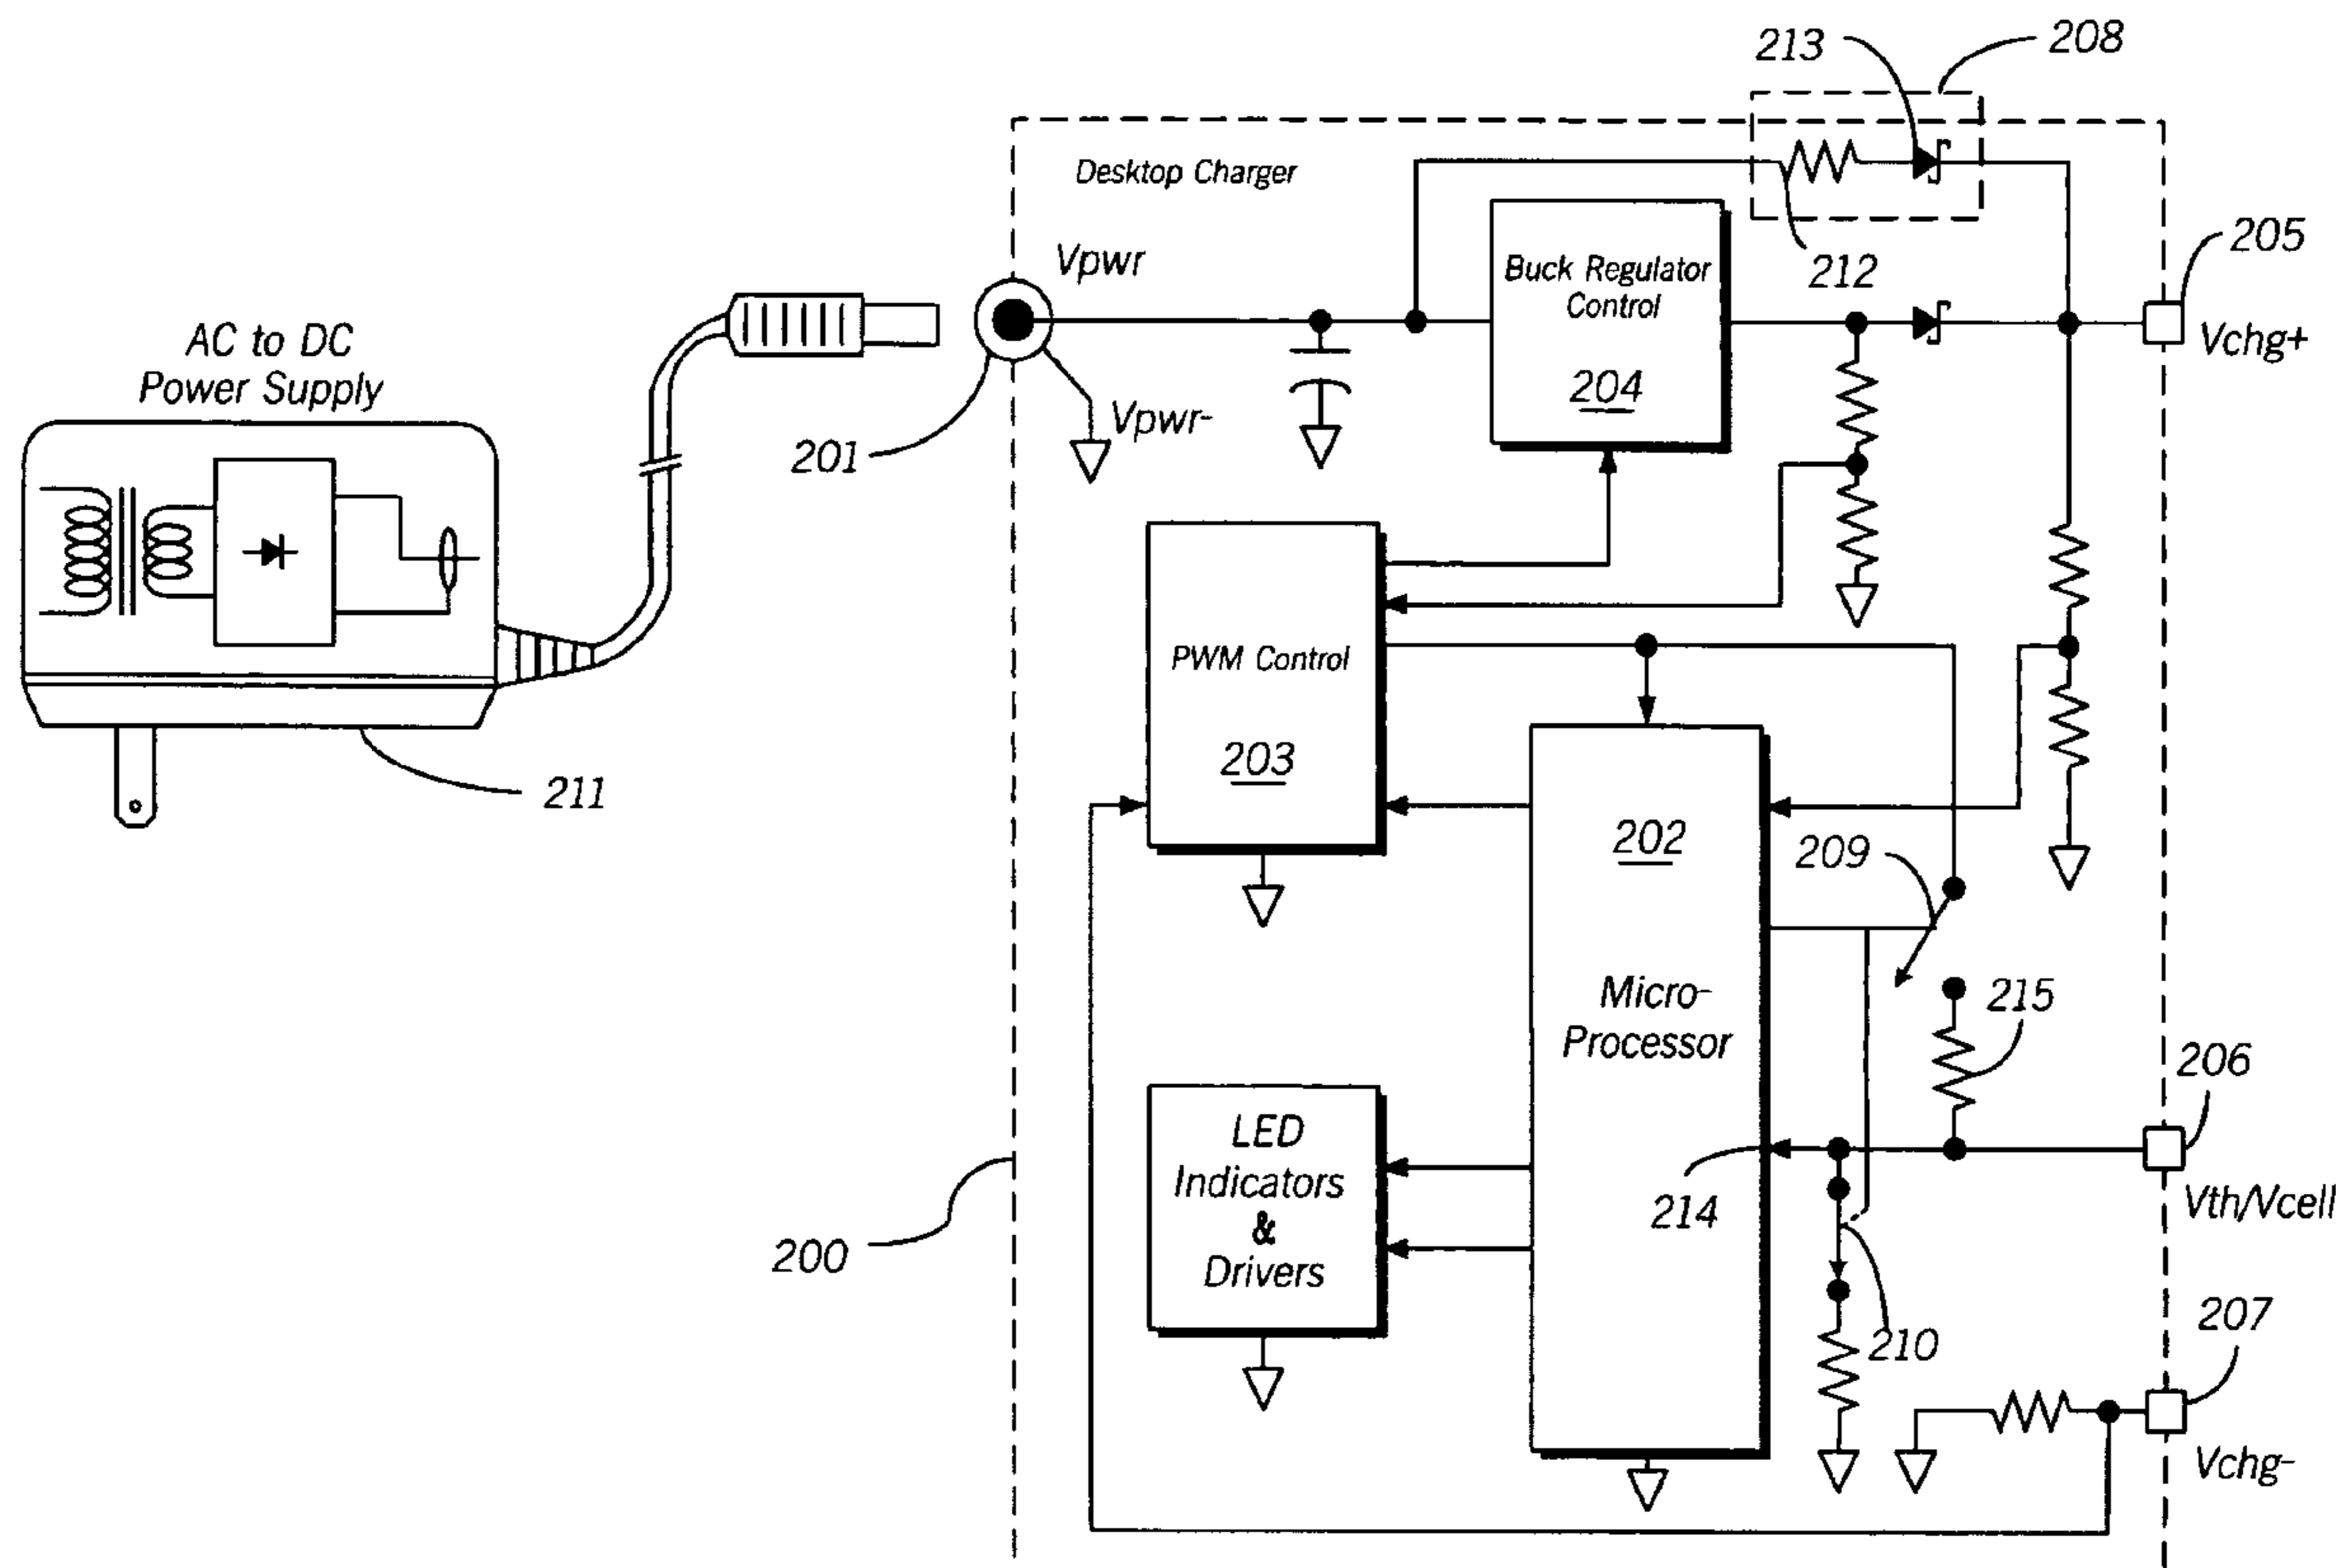 213
208
Desktop Charger
205
Vpwr
212
Buck Regulator
Control
204
Vchg+
AC to DC
Power Supply
Vpwr-
201
PWM Control
203
211
202
209
Micro-
Processor
215
206
LED
Indicators
&
Drivers
214
Vth/Vcell
200
210
207
Vchg-